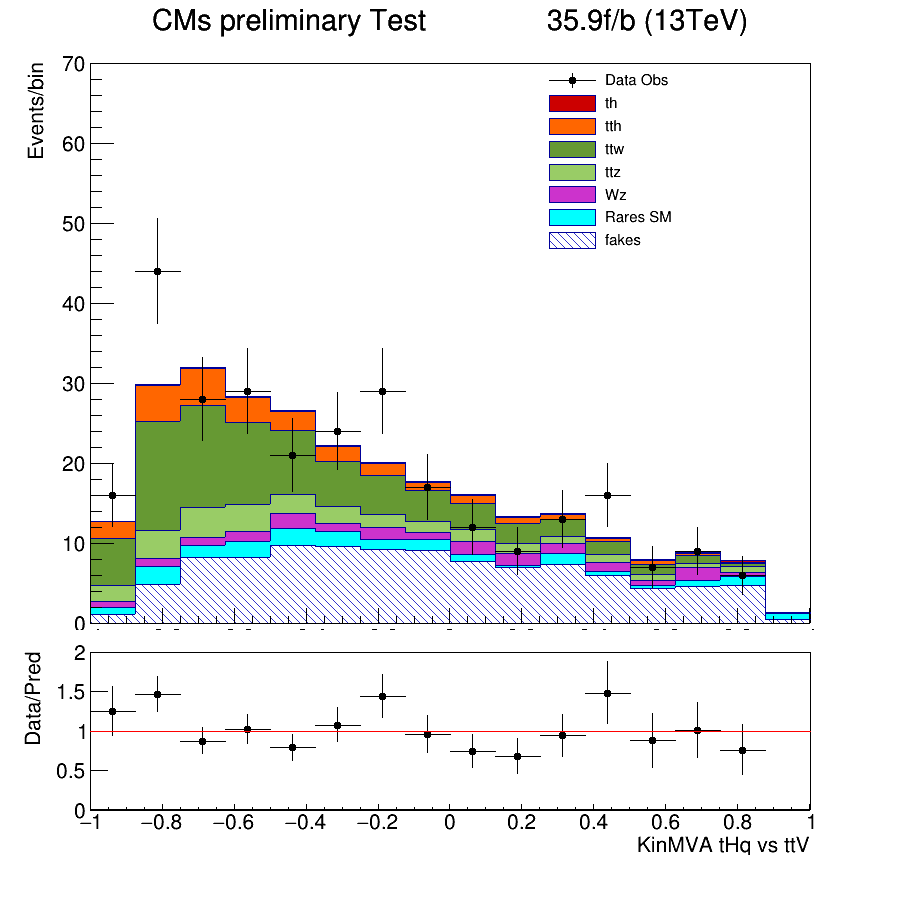 CMs preliminary Test 35.9f/b (13TeV)
Events/bin
70
60
50
40
30
20
10
0
Data Obs
th
tth
ttw
ttz
Wz
Rares SM
fakes
Data/Pred
2
1.5
1
0.5
0
−1 −0.8 −0.6 −0.4 −0.2 0 0.2 0.4 0.6 0.8 1
KinMVA tHq vs ttV